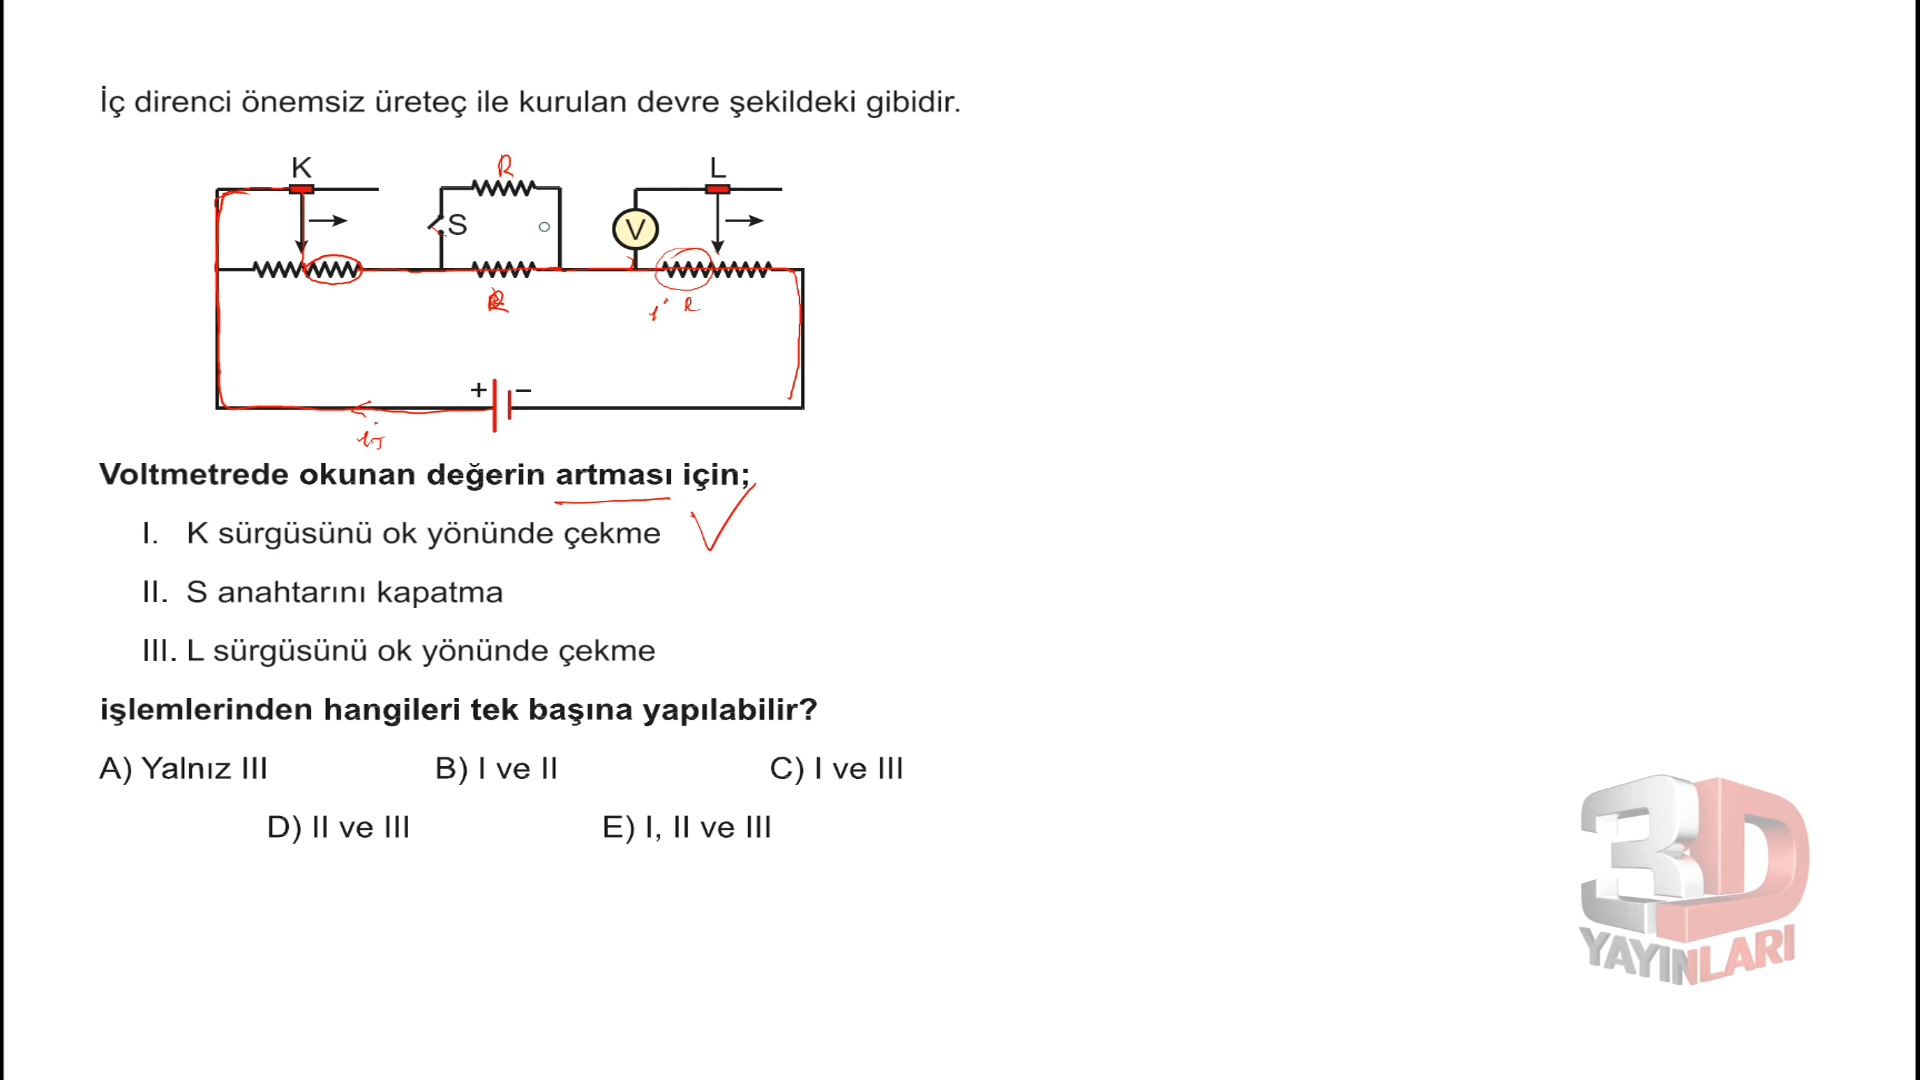 İç direnci önemsiz üreteç ile kurulan devre şekildeki gibidir.
K
R
L
S
V
R
i R
+ −
i
Voltmetrede okunan değerin artması için;
I. K sürgüsünü ok yönünde çekme
II. S anahtarını kapatma
III. L sürgüsünü ok yönünde çekme
işlemlerinden hangileri tek başına yapılabilir?
A) Yalnız III B) I ve II C) I ve III
D) II ve III E) I, II ve III
3D
YAYINLARI